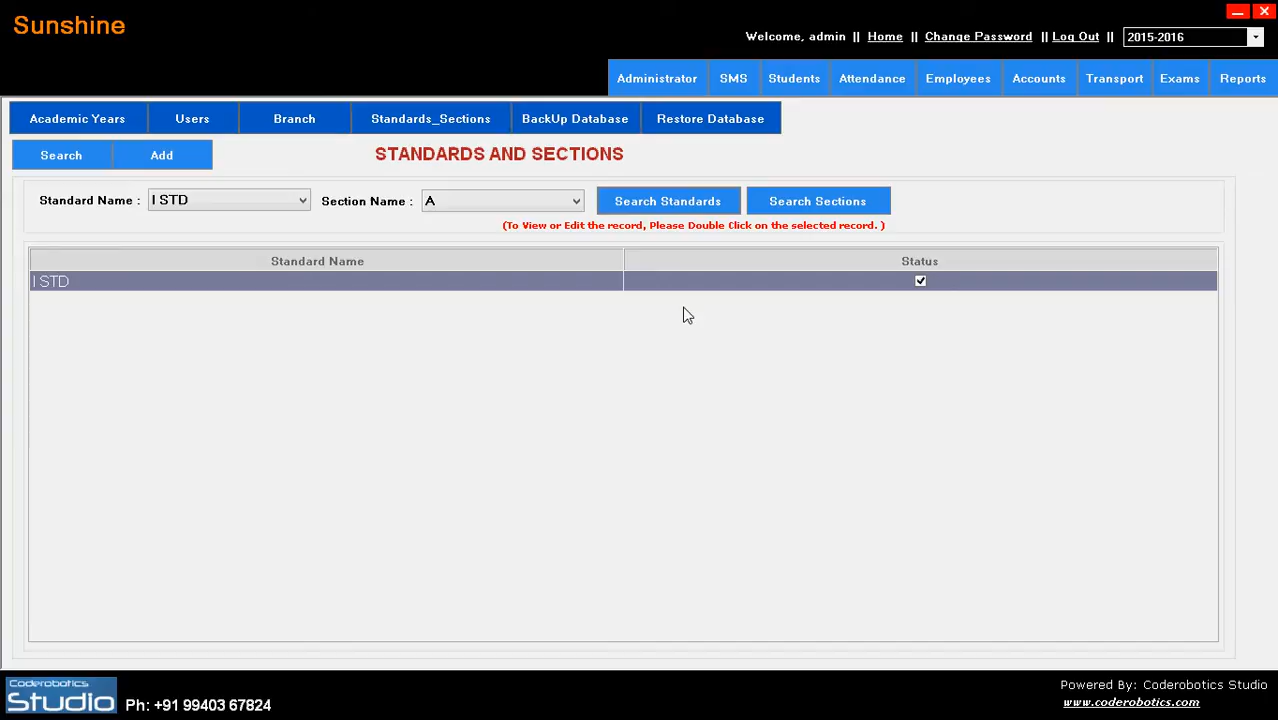 Sunshine
Welcome, admin || Home || Change Password || Log Out || 2015-2016
Administrator SMS Students Attendance Employees Accounts Transport Exams Reports
Academic Years Users Branch Standards_Sections BackUp Database Restore Database
Search Add STANDARDS AND SECTIONS
Standard Name : I STD Section Name : A Search Standards Search Sections
(To View or Edit the record, Please Double Click on the selected record. )
Standard Name Status
I STD
Coderobotics
Studio
Ph: +91 99403 67824
Powered By: Coderobotics Studio
www.coderobotics.com